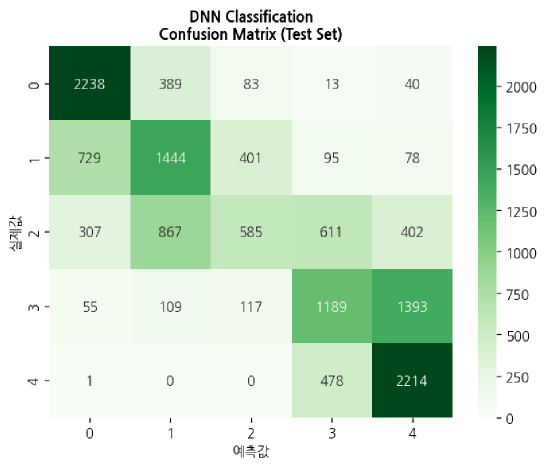 DNN Classification
Confusion Matrix (Test Set)
실제값
0 2238 389 83 13 40
1 729 1444 401 95 78
2 307 867 585 611 402
3 55 109 117 1189 1393
4 1 0 0 478 2214
0 1 2 3 4
예측값
2000
1750
1500
1250
1000
750
500
250
0